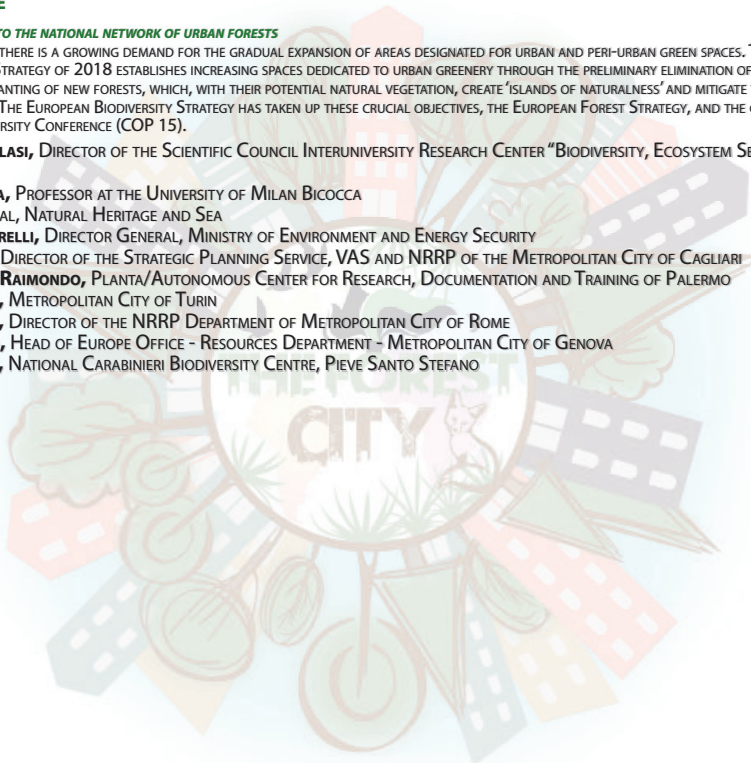 TO THE NATIONAL NETWORK OF URBAN FORESTS
THERE IS A GROWING DEMAND FOR THE GRADUAL EXPANSION OF AREAS DESIGNATED FOR URBAN AND PERI-URBAN GREEN SPACES.
STRATEGY OF 2018 ESTABLISHES INCREASING SPACES DEDICATED TO URBAN GREENERY THROUGH THE PRELIMINARY ELIMINATION OF
ANTING OF NEW FORESTS, WHICH, WITH THEIR POTENTIAL NATURAL VEGETATION, CREATE ‘ISLANDS OF NATURALNESS’ AND MITIGATE
THE EUROPEAN BIODIVERSITY STRATEGY HAS TAKEN UP THESE CRUCIAL OBJECTIVES, THE EUROPEAN FOREST STRATEGY, AND THE
RSITY CONFERENCE (COP 15).
LASI, DIRECTOR OF THE SCIENTIFIC COUNCIL INTERUNIVERSITY RESEARCH CENTER “BIODIVERSITY, ECOSYSTEM SE
A, PROFESSOR AT THE UNIVERSITY OF MILAN BICOCCA
AL, NATURAL HERITAGE AND SEA
RELLI, DIRECTOR GENERAL, MINISTRY OF ENVIRONMENT AND ENERGY SECURITY
DIRECTOR OF THE STRATEGIC PLANNING SERVICE, VAS AND NRRP OF THE METROPOLITAN CITY OF CAGLIARI
RAIMONDO, PLANTA/AUTONOMOUS CENTER FOR RESEARCH, DOCUMENTATION AND TRAINING OF PALERMO
, METROPOLITAN CITY OF TURIN
, DIRECTOR OF THE NRRP DEPARTMENT OF METROPOLITAN CITY OF ROME
, HEAD OF EUROPE OFFICE - RESOURCES DEPARTMENT - METROPOLITAN CITY OF GENOVA
, NATIONAL CARABINIERI BIODIVERSITY CENTRE, PIEVE SANTO STEFANO
THE FOREST
CITY